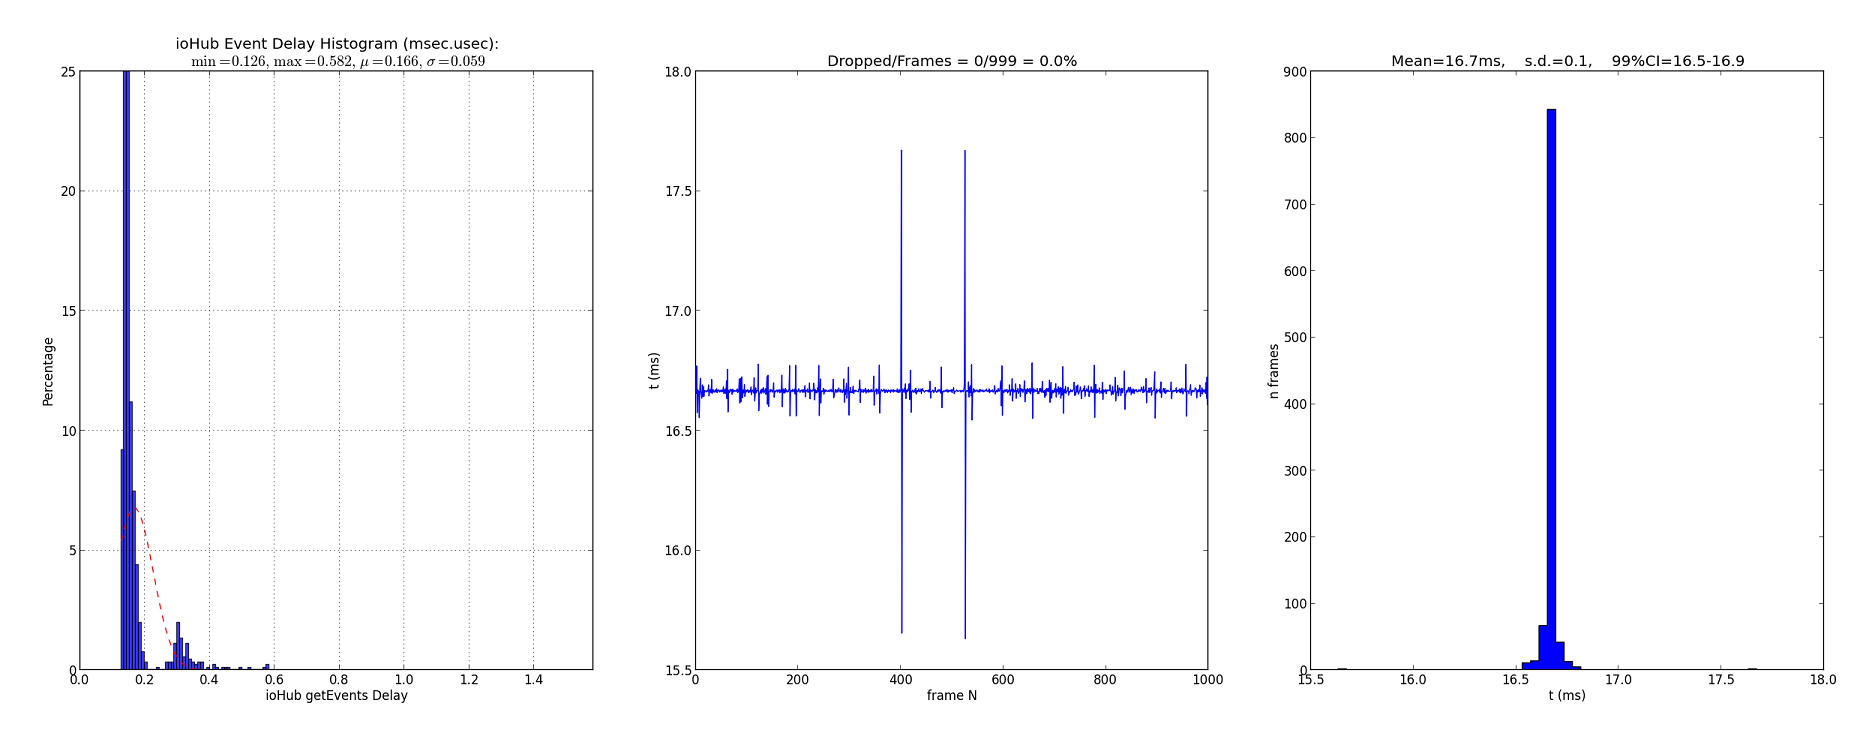 ioHub Event Delay Histogram (msec.usec):
min=0.126, max=0.582, μ=0.166, σ=0.059
25
20
15
10
5
0
Percentage
0.0 0.2 0.4 0.6 0.8 1.0 1.2 1.4
ioHub getEvents Delay
Dropped/Frames = 0/999 = 0.0%
18.0
17.5
17.0
16.5
16.0
15.5
t (ms)
0 200 400 600 800 1000
frame N
Mean=16.7ms, s.d.=0.1, 99%CI=16.5-16.9
900
800
700
600
500
400
300
200
100
0
n frames
15.5 16.0 16.5 17.0 17.5 18.0
t (ms)